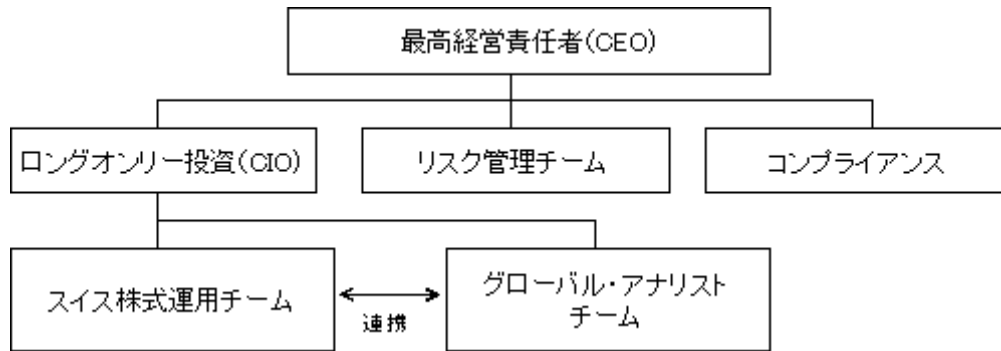 最高経営責任者(CEO)
ロングオンリー投資(CIO)
リスク管理チーム
コンプライアンス
スイス株式運用チーム
連携
グローバル・アナリスト
チーム